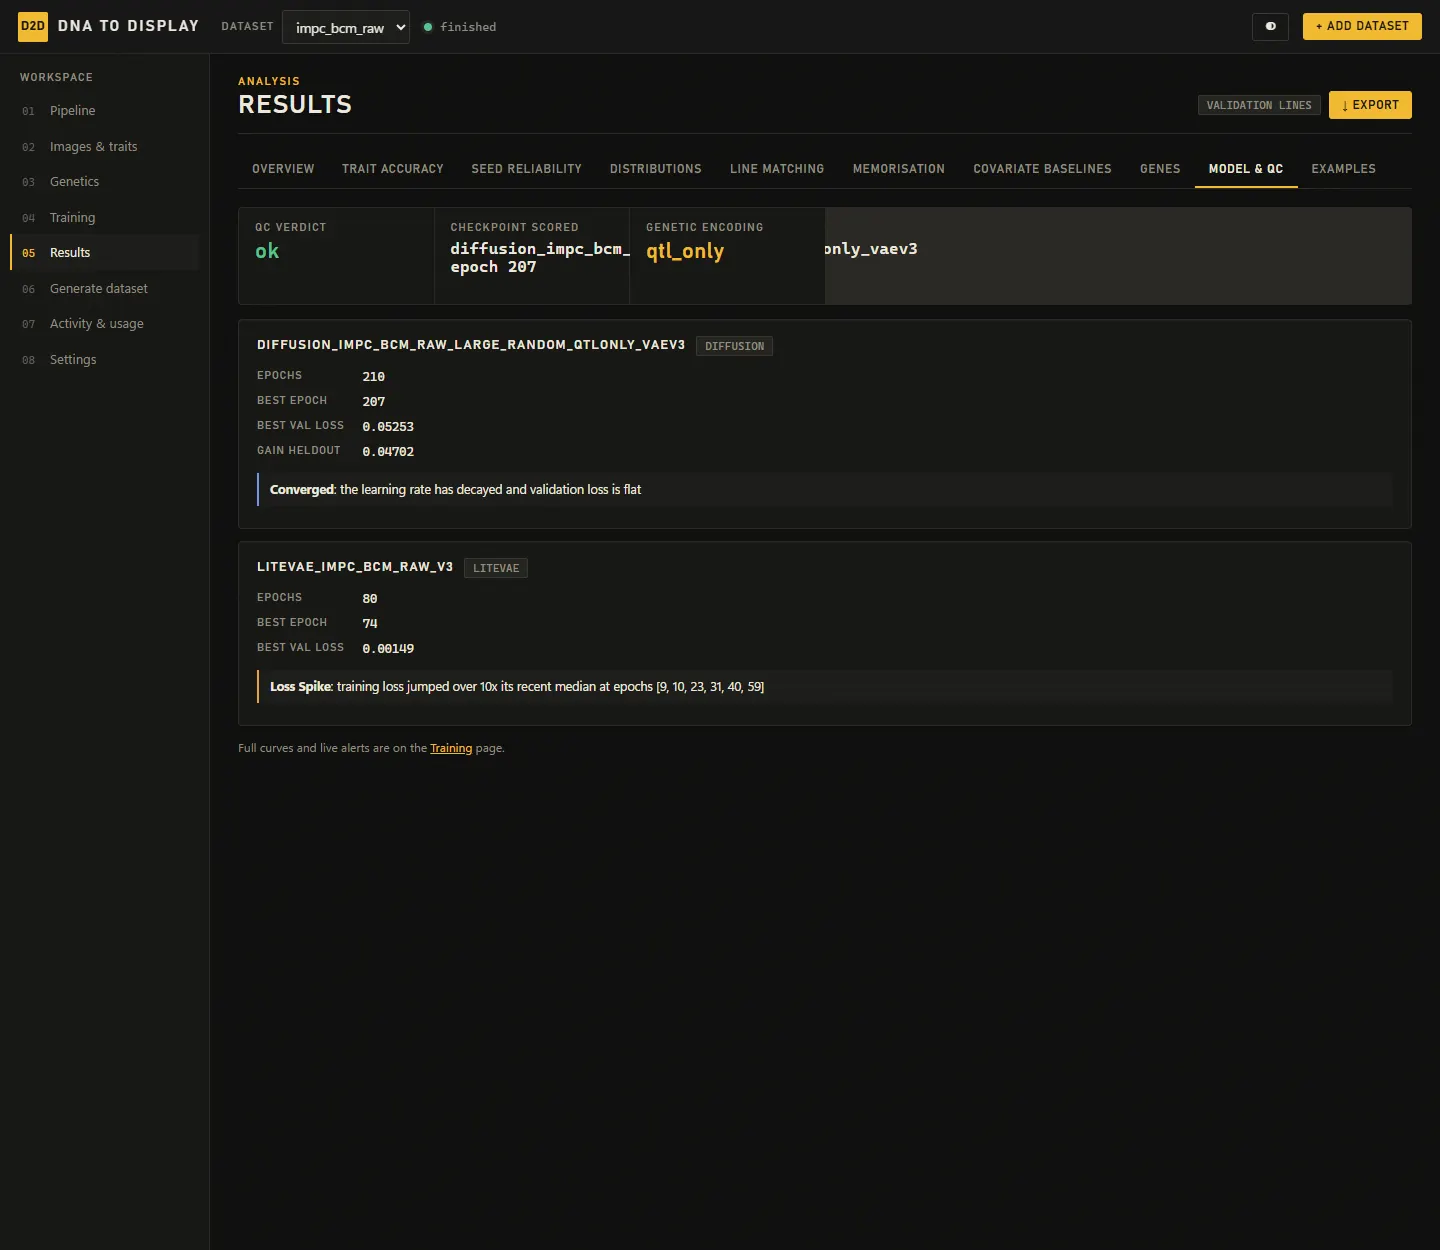 D2D DNA TO DISPLAY DATASET impc_bcm_raw finished + ADD DATASET
WORKSPACE
01 Pipeline
02 Images & traits
03 Genetics
04 Training
05 Results
06 Generate dataset
07 Activity & usage
08 Settings
ANALYSIS
RESULTS
VALIDATION LINES ↓ EXPORT
OVERVIEW TRAIT ACCURACY SEED RELIABILITY DISTRIBUTIONS LINE MATCHING MEMORISATION COVARIATE BASELINES GENES MODEL & QC EXAMPLES
QC VERDICT
ok
CHECKPOINT SCORED
diffusion_impc_bcm_ only_vaev3
epoch 207
GENETIC ENCODING
qtl_only
DIFFUSION_IMPC_BCM_RAW_LARGE_RANDOM_QTLONLY_VAEV3 DIFFUSION
EPOCHS 210
BEST EPOCH 207
BEST VAL LOSS 0.05253
GAIN HELDOUT 0.04702
Converged: the learning rate has decayed and validation loss is flat
LITEVAE_IMPC_BCM_RAW_V3 LITEVAE
EPOCHS 80
BEST EPOCH 74
BEST VAL LOSS 0.00149
Loss Spike: training loss jumped over 10x its recent median at epochs [9, 10, 23, 31, 40, 59]
Full curves and live alerts are on the Training page.